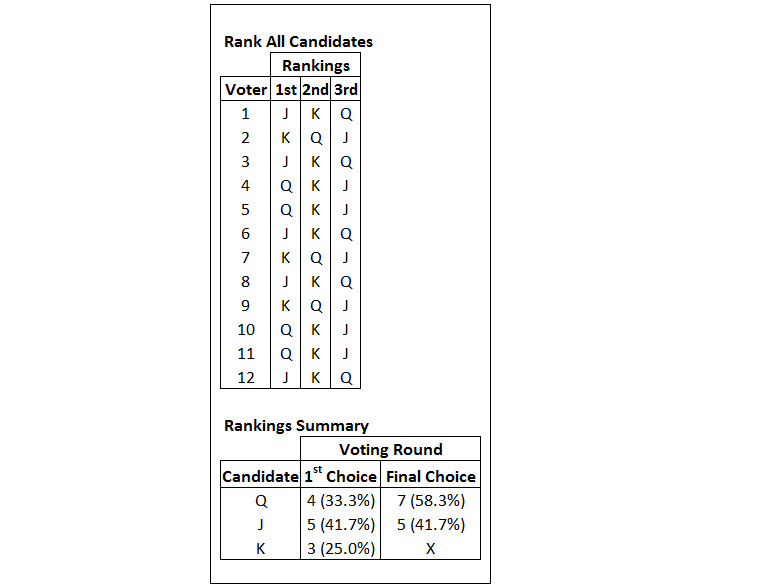 Rank All Candidates
Rankings
Voter 1st 2nd 3rd
1 J K Q
2 K Q J
3 J K Q
4 Q K J
5 Q K J
6 J K Q
7 K Q J
8 J K Q
9 K Q J
10 Q K J
11 Q K J
12 J K Q
Rankings Summary
Voting Round
Candidate 1st Choice Final Choice
Q 4 (33.3%) 7 (58.3%)
J 5 (41.7%) 5 (41.7%)
K 3 (25.0%) X